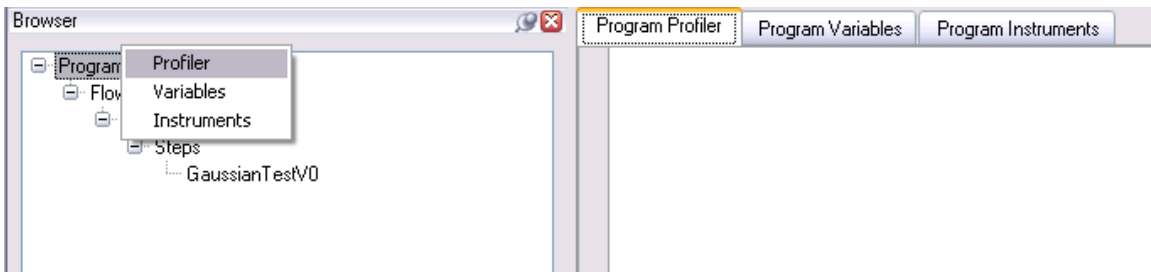 Browser
Program Profiler Program Variables Program Instruments
Program
Profiler
Flow
Variables
Instruments
Steps
GaussianTestV0